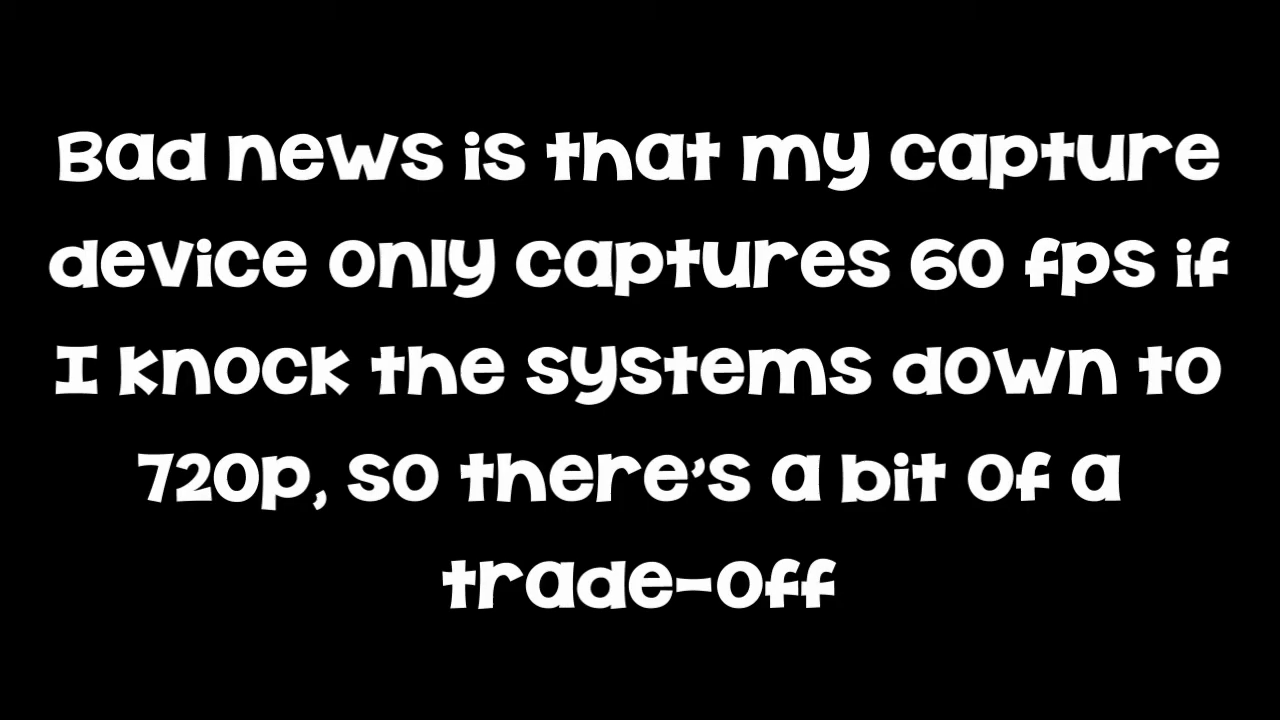 Bad news is that my capture
device only captures 60 fps if
I knock the systems down to
720p, so there's a bit of a
trade-off